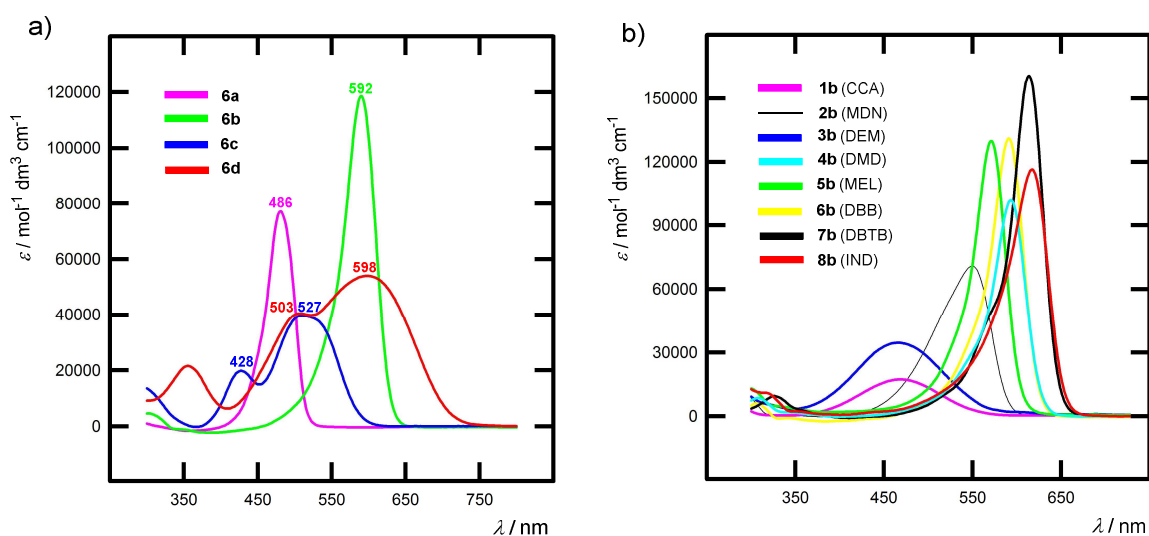 a)
ε / mol⁻¹ dm³ cm⁻¹
120000
100000
80000
60000
40000
20000
0
6a
6b
6c
6d
592
486
598
503
527
428
350
450
550
650
750
λ / nm
b)
ε / mol⁻¹ dm³ cm⁻¹
150000
120000
90000
60000
30000
0
1b (CCA)
2b (MDN)
3b (DEM)
4b (DMD)
5b (MEL)
6b (DBB)
7b (DBTB)
8b (IND)
350
450
550
650
λ / nm